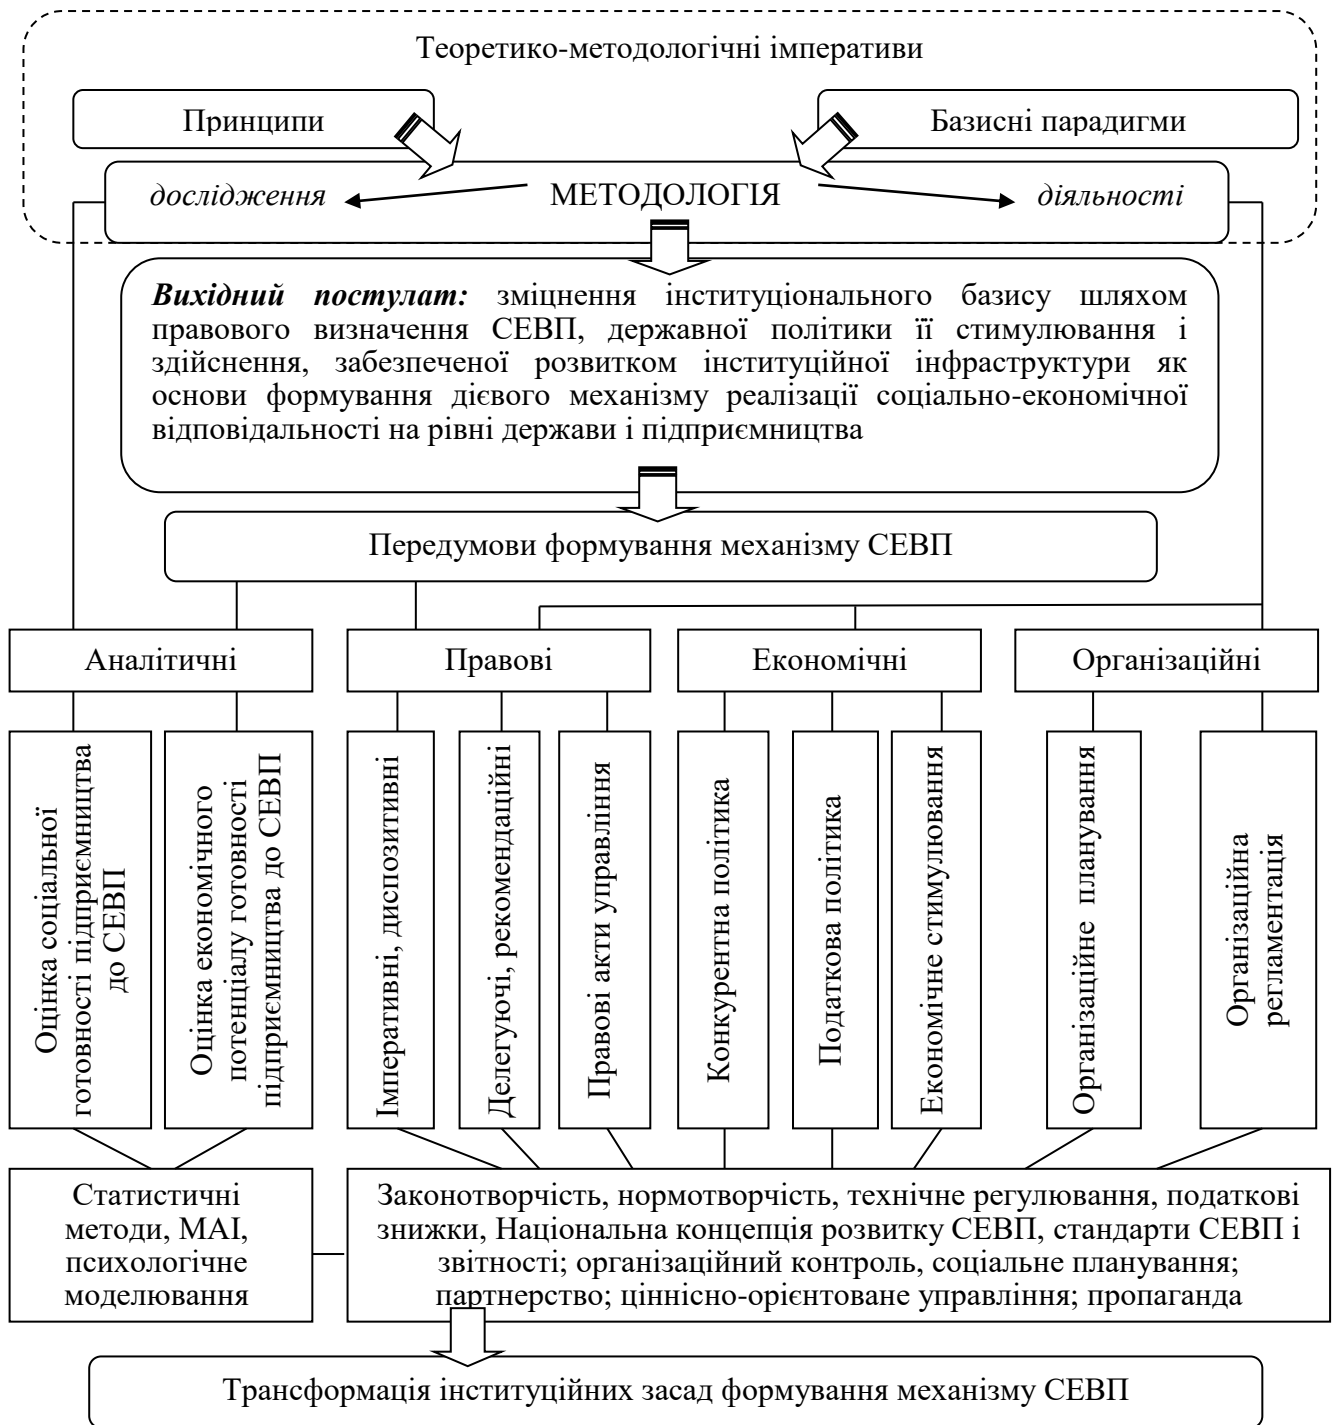 Теоретико-методологічні імперативи
Принципи
Базисні парадигми
дослідження
МЕТОДОЛОГІЯ
діяльності
Вихідний постулат: зміцнення інституціонального базису шляхом
правового визначення СЕВП, державної політики її стимулювання і
здійснення, забезпеченої розвитком інституційної інфраструктури як
основи формування дієвого механізму реалізації соціально-економічної
відповідальності на рівні держави і підприємництва
Передумови формування механізму СЕВП
Аналітичні
Правові
Економічні
Організаційні
Оцінка соціальної
готовності підприємництва
до СЕВП
Оцінка економічного
потенціалу готовності
підприємництва до СЕВП
Імперативні, диспозитивні
Делегуючі, рекомендаційні
Правові акти управління
Конкурентна політика
Податкова політика
Економічне стимулювання
Організаційне планування
Організаційна
регламентація
Статистичні
методи, МАІ,
психологічне
моделювання
Законотворчість, нормотворчість, технічне регулювання, податкові
знижки, Національна концепція розвитку СЕВП, стандарти СЕВП і
звітності; організаційний контроль, соціальне планування;
партнерство; ціннісно-орієнтоване управління; пропаганда
Трансформація інституційних засад формування механізму СЕВП